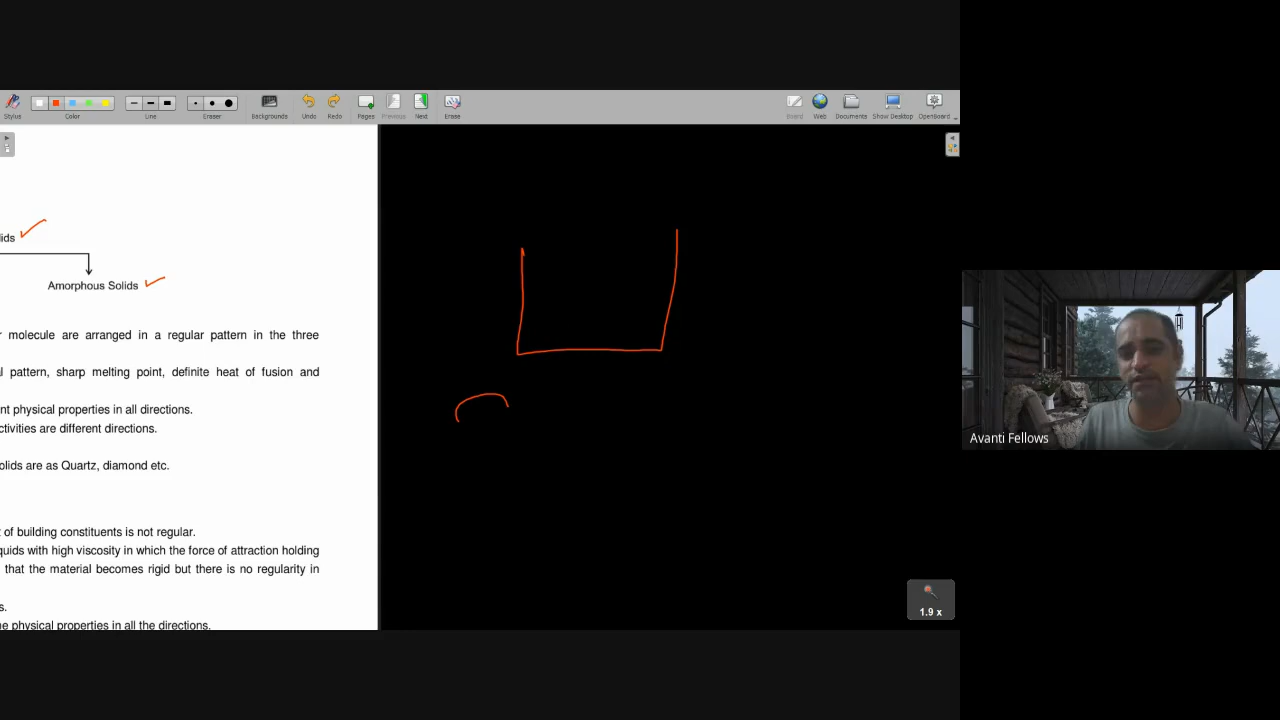 Stylus Color Line Eraser Backgrounds Undo Redo Pages Previous Next Erase Board Web Documents Show Desktop OpenBoard
lids
Amorphous Solids
r molecule are arranged in a regular pattern in the three
l pattern, sharp melting point, definite heat of fusion and
nt physical properties in all directions.
ctivities are different directions.
olids are as Quartz, diamond etc.
t of building constituents is not regular.
quids with high viscosity in which the force of attraction holding
that the material becomes rigid but there is no regularity in
s.
ne physical properties in all the directions.
1.9 x
Avanti Fellows